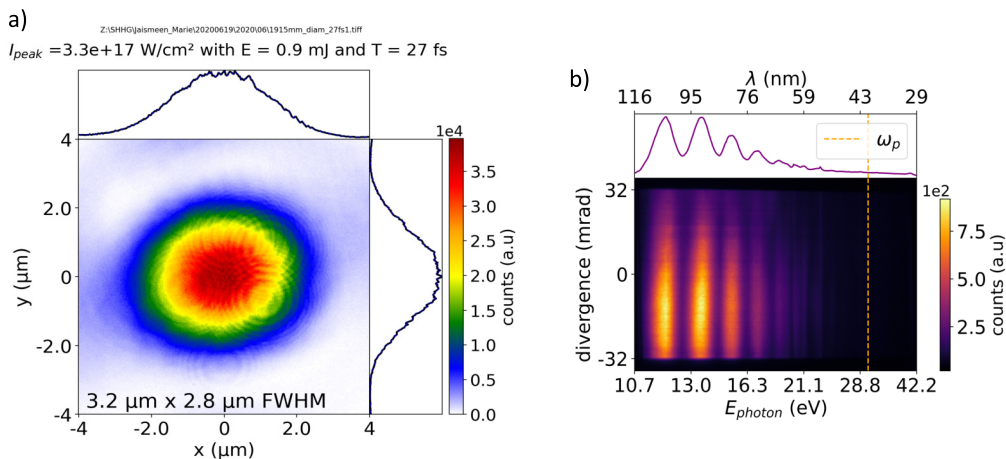 a)
Z:\SHHG\Jaismeen_Marie\20200619\2020\06\1915mm_diam_27fs1.tiff
I_peak =3.3e+17 W/cm² with E = 0.9 mJ and T = 27 fs
4
2.0
0
-2.0
-4
y (μm)
-4
-2.0
0
2.0
4
x (μm)
3.2 μm x 2.8 μm FWHM
1e4
3.5
3.0
2.5
2.0
1.5
1.0
0.5
0.0
counts (a.u)
b)
λ (nm)
116 95 76 59 43 29
ω_p
32
0
-32
divergence (mrad)
10.7 13.0 16.3 21.1 28.8 42.2
E_photon (eV)
1e2
7.5
5.0
2.5
counts (a.u)